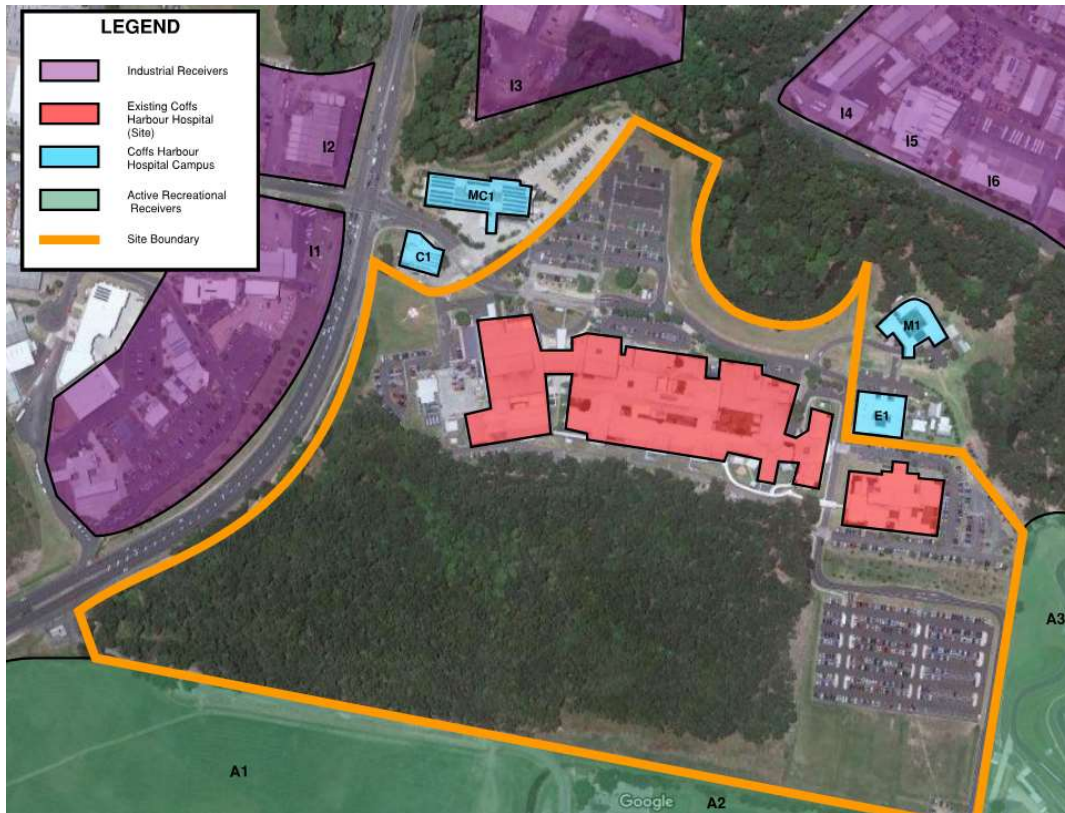 LEGEND
Industrial Receivers
Existing Coffs
Harbour Hospital
(Site)
Coffs Harbour
Hospital Campus
Active Recreational
Receivers
Site Boundary
I3
I4
I5
I6
I2
MC1
I1
C1
M1
E1
A3
A1
A2
Google